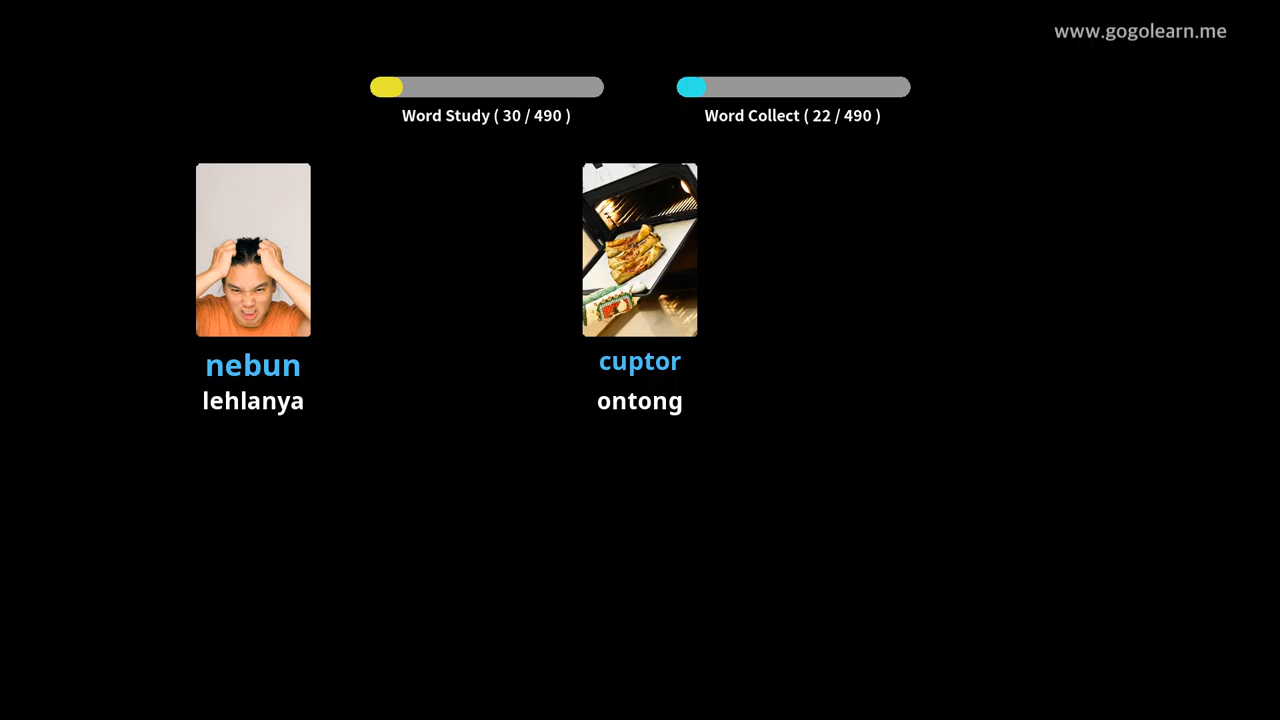 www.gogolearn.me
Word Study ( 30 / 490 )
Word Collect ( 22 / 490 )
nebun
lehlanya
cuptor
ontong